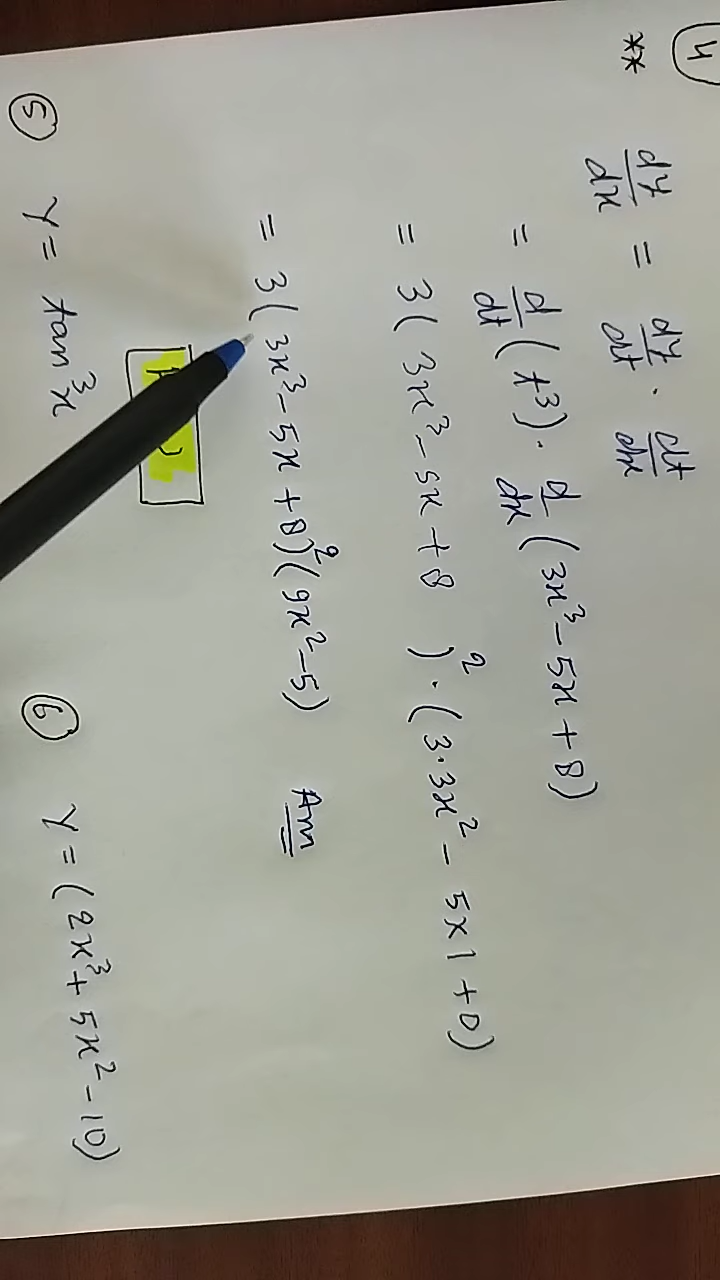 4
** dy/dx = dy/dt . dt/dx
= d/dt (t³) . d/dx (3x³ - 5x + 8)
= 3( 3x³ - 5x + 8 )² . (3.3x² - 5x1 + 0)
= 3( 3x³ - 5x + 8)² (9x² - 5) Ans
5 Y = tan³x 6 Y = (2x³ + 5x² - 10)